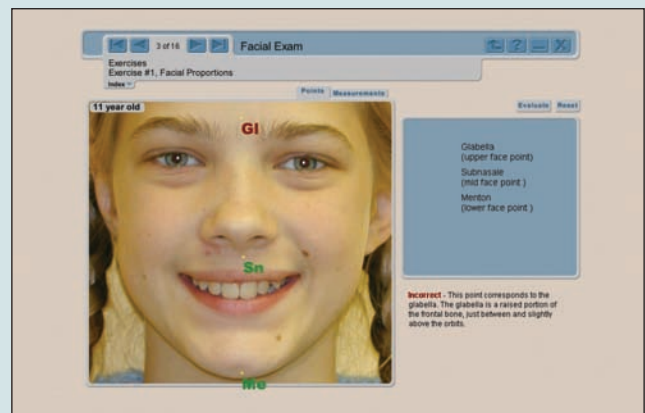 3 of 16
Facial Exam
Exercises
Exercise #1, Facial Proportions
Index
Points Measurements
11 year old
Evaluate Reset
Gl
Glabella
(upper face point)
Subnasale
(mid face point )
Menton
(lower face point )
Sn
Incorrect - This point corresponds to the
glabella. The glabella is a raised portion of
the frontal bone, just between and slightly
above the orbits.
Me